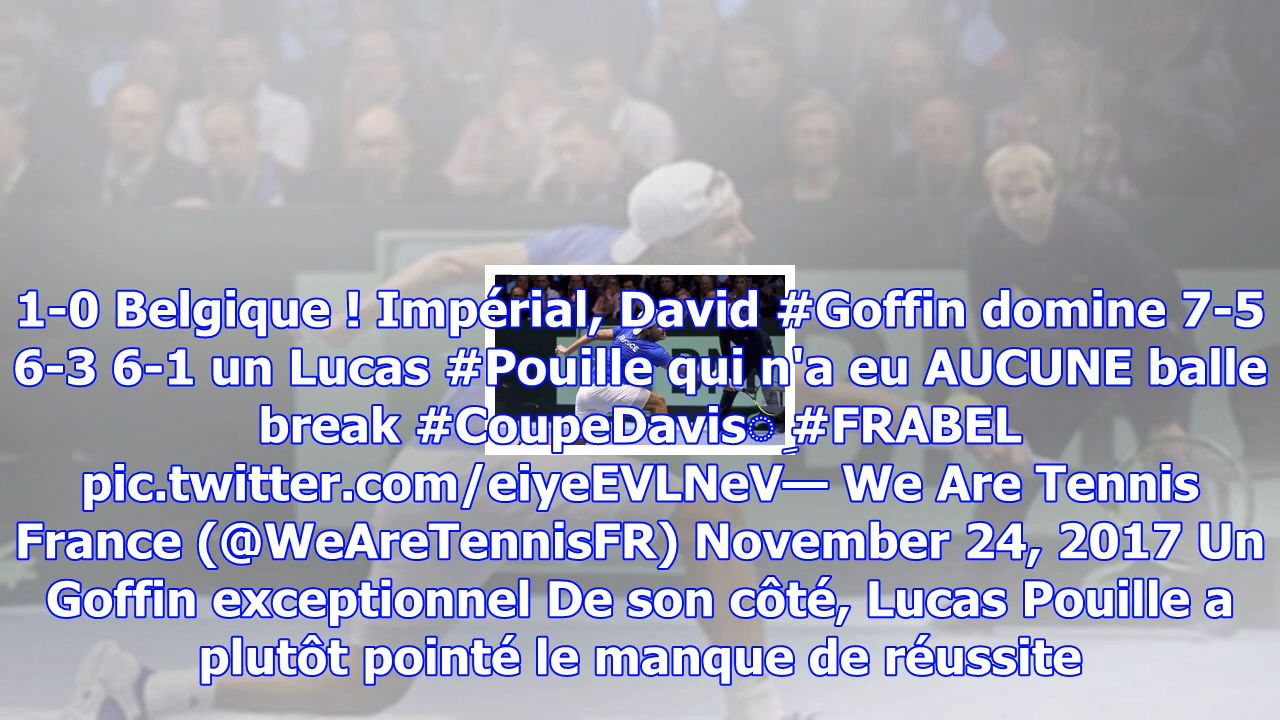 1-0 Belgique ! Impérial, David #Goffin domine 7-5
6-3 6-1 un Lucas #Pouille qui n'a eu AUCUNE balle
break #CoupeDavis #FRABEL
pic.twitter.com/eiyeEVLNeV— We Are Tennis
France (@WeAreTennisFR) November 24, 2017 Un
Goffin exceptionnel De son côté, Lucas Pouille a
plutôt pointé le manque de réussite